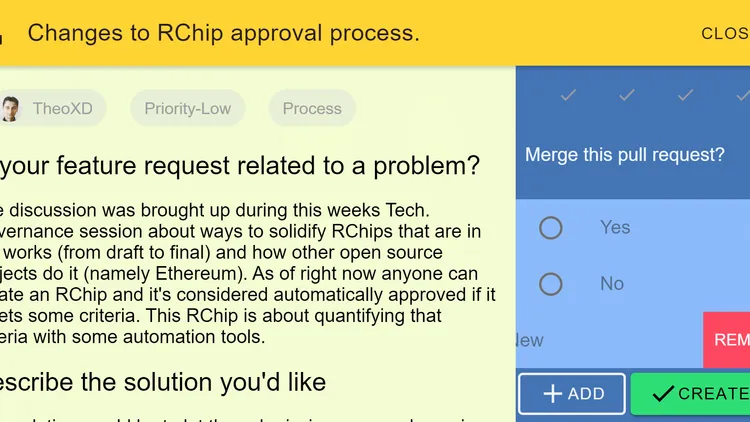 Changes to RChip approval process.
CLOS
TheoXD
Priority-Low
Process
your feature request related to a problem?
e discussion was brought up during this weeks Tech.
vernance session about ways to solidify RChips that are in
works (from draft to final) and how other open source
jects do it (namely Ethereum). As of right now anyone can
ate an RChip and it's considered automatically approved if it
ets some criteria. This RChip is about quantifying that
eria with some automation tools.
escribe the solution you'd like
Merge this pull request?
Yes
No
New
REM
ADD
CREATE